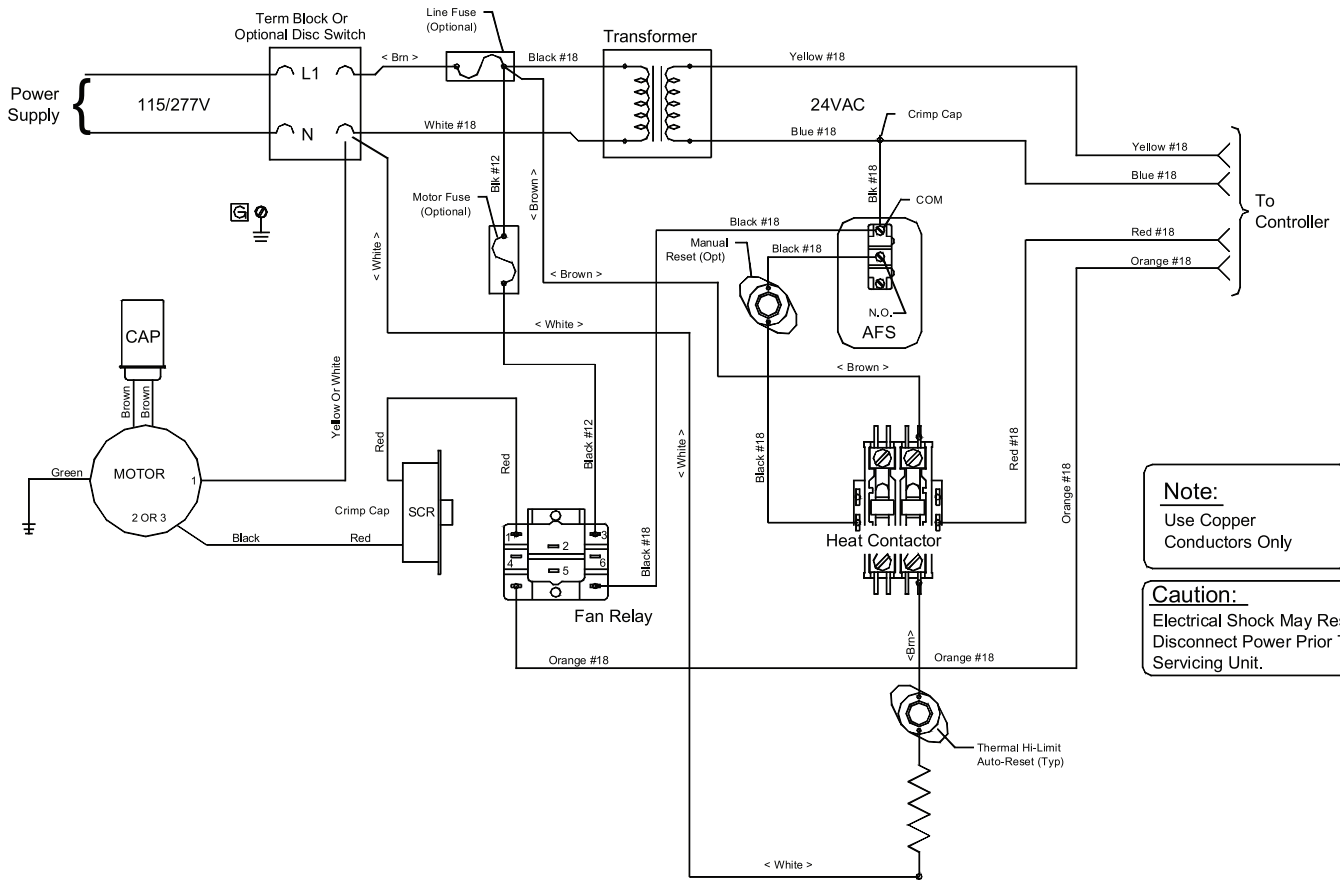 Term Block Or
Optional Disc Switch
Line Fuse
(Optional)
Transformer
< Brn >
Black #18
Yellow #18
Power
Supply
115/277V
L1
N
White #18
24VAC
Crimp Cap
Blue #18
Yellow #18
Blue #18
To
Controller
Red #18
Orange #18
Blk #12
< Brown >
Blk #18
COM
Motor Fuse
(Optional)
Black #18
Manual
Reset (Opt)
Black #18
G
< White >
< Brown >
N.O.
AFS
< White >
CAP
< Brown >
Brown
Brown
Yellow Or White
Red
Red
Black #12
< White >
Black #18
Red #18
Orange #18
Green
MOTOR
1
2 OR 3
Crimp Cap
SCR
Black
Red
1
2
3
4
5
6
Black #18
Fan Relay
Heat Contactor
Note:
Use Copper
Conductors Only
Caution:
Electrical Shock May Res
Disconnect Power Prior T
Servicing Unit.
Orange #18
<Brn>
Orange #18
Thermal Hi-Limit
Auto-Reset (Typ)
< White >